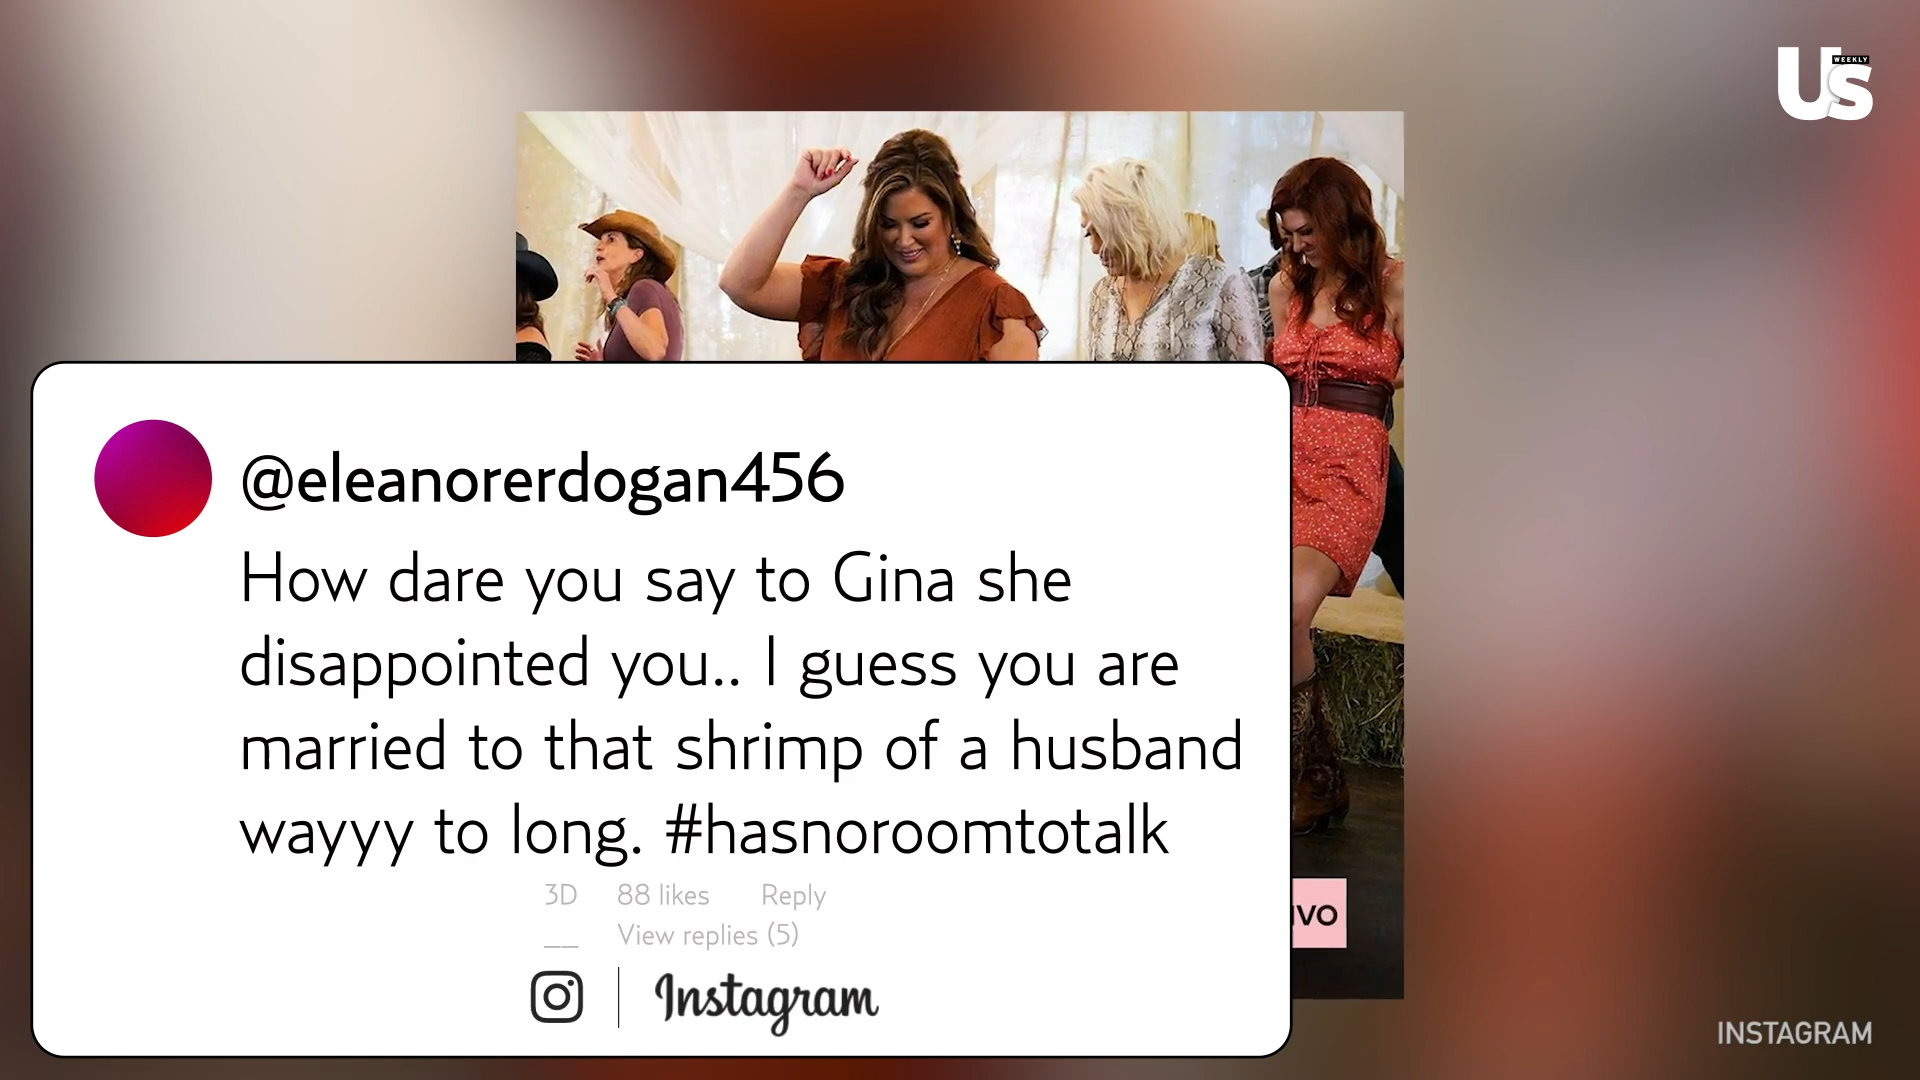 Us
WEEKLY
@eleanorerdogan456
How dare you say to Gina she
disappointed you.. I guess you are
married to that shrimp of a husband
wayyy to long. #hasnoroomtotalk
3D 88 likes Reply
__ View replies (5)
Instagram
VO
INSTAGRAM